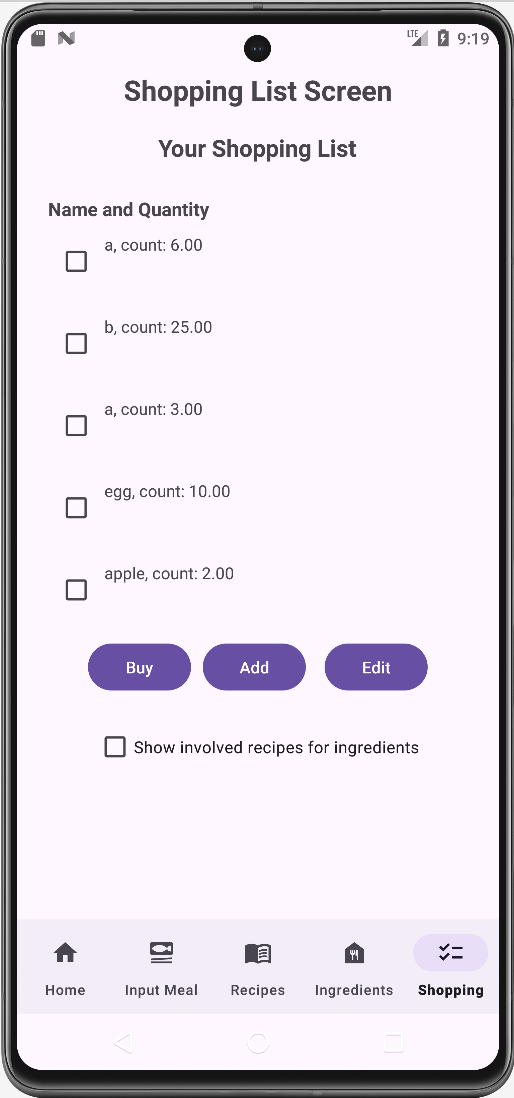 LTE 9:19
Shopping List Screen
Your Shopping List
Name and Quantity
a, count: 6.00
b, count: 25.00
a, count: 3.00
egg, count: 10.00
apple, count: 2.00
Buy Add Edit
Show involved recipes for ingredients
Home Input Meal Recipes Ingredients Shopping